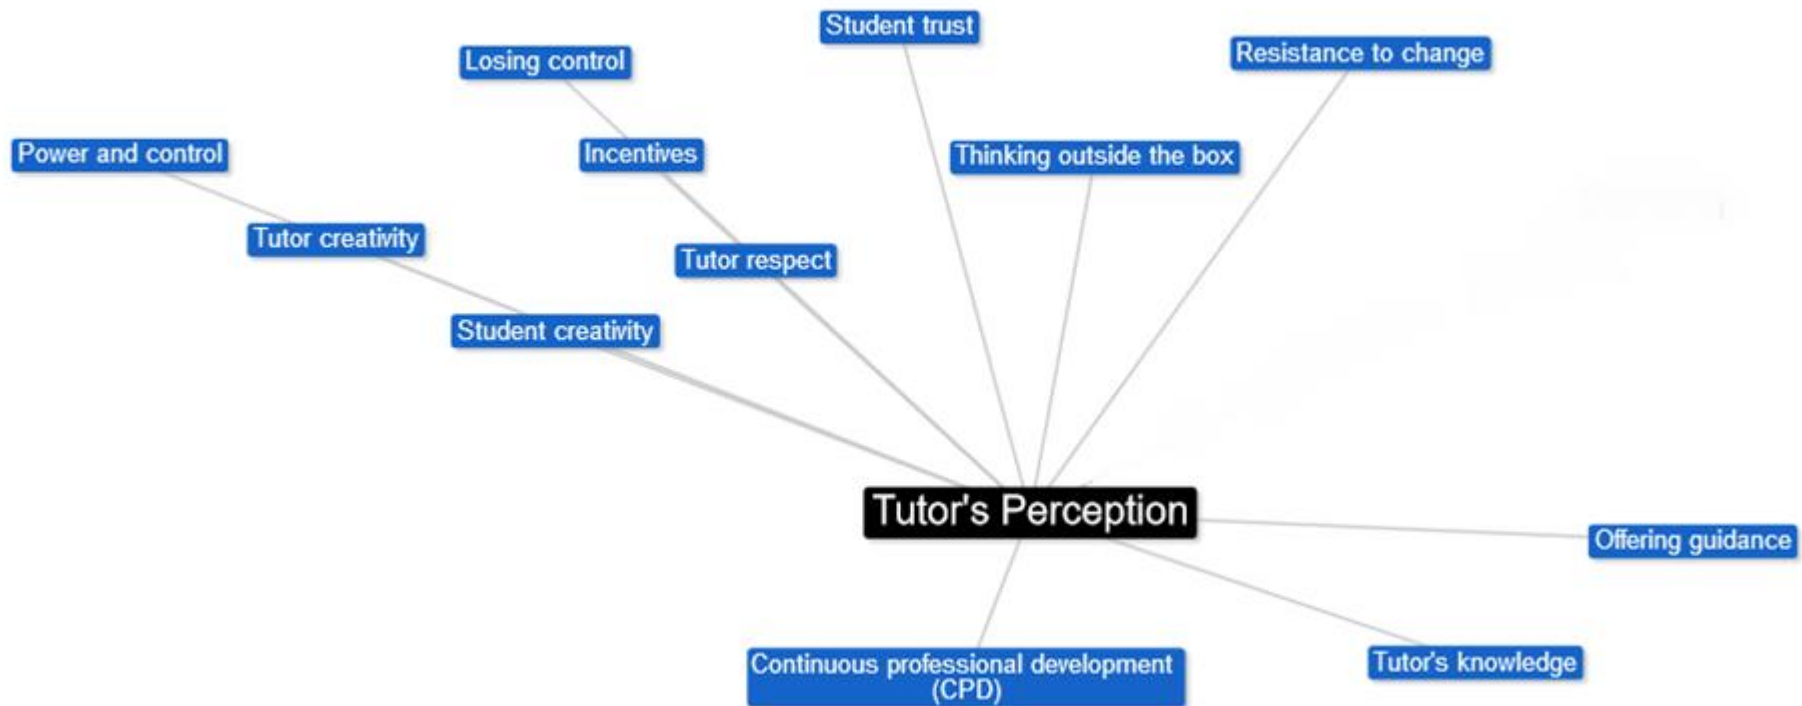 Student trust
Losing control
Resistance to change
Power and control
Incentives
Thinking outside the box
Tutor creativity
Tutor respect
Student creativity
Tutor's Perception
Offering guidance
Continuous professional development
(CPD)
Tutor's knowledge